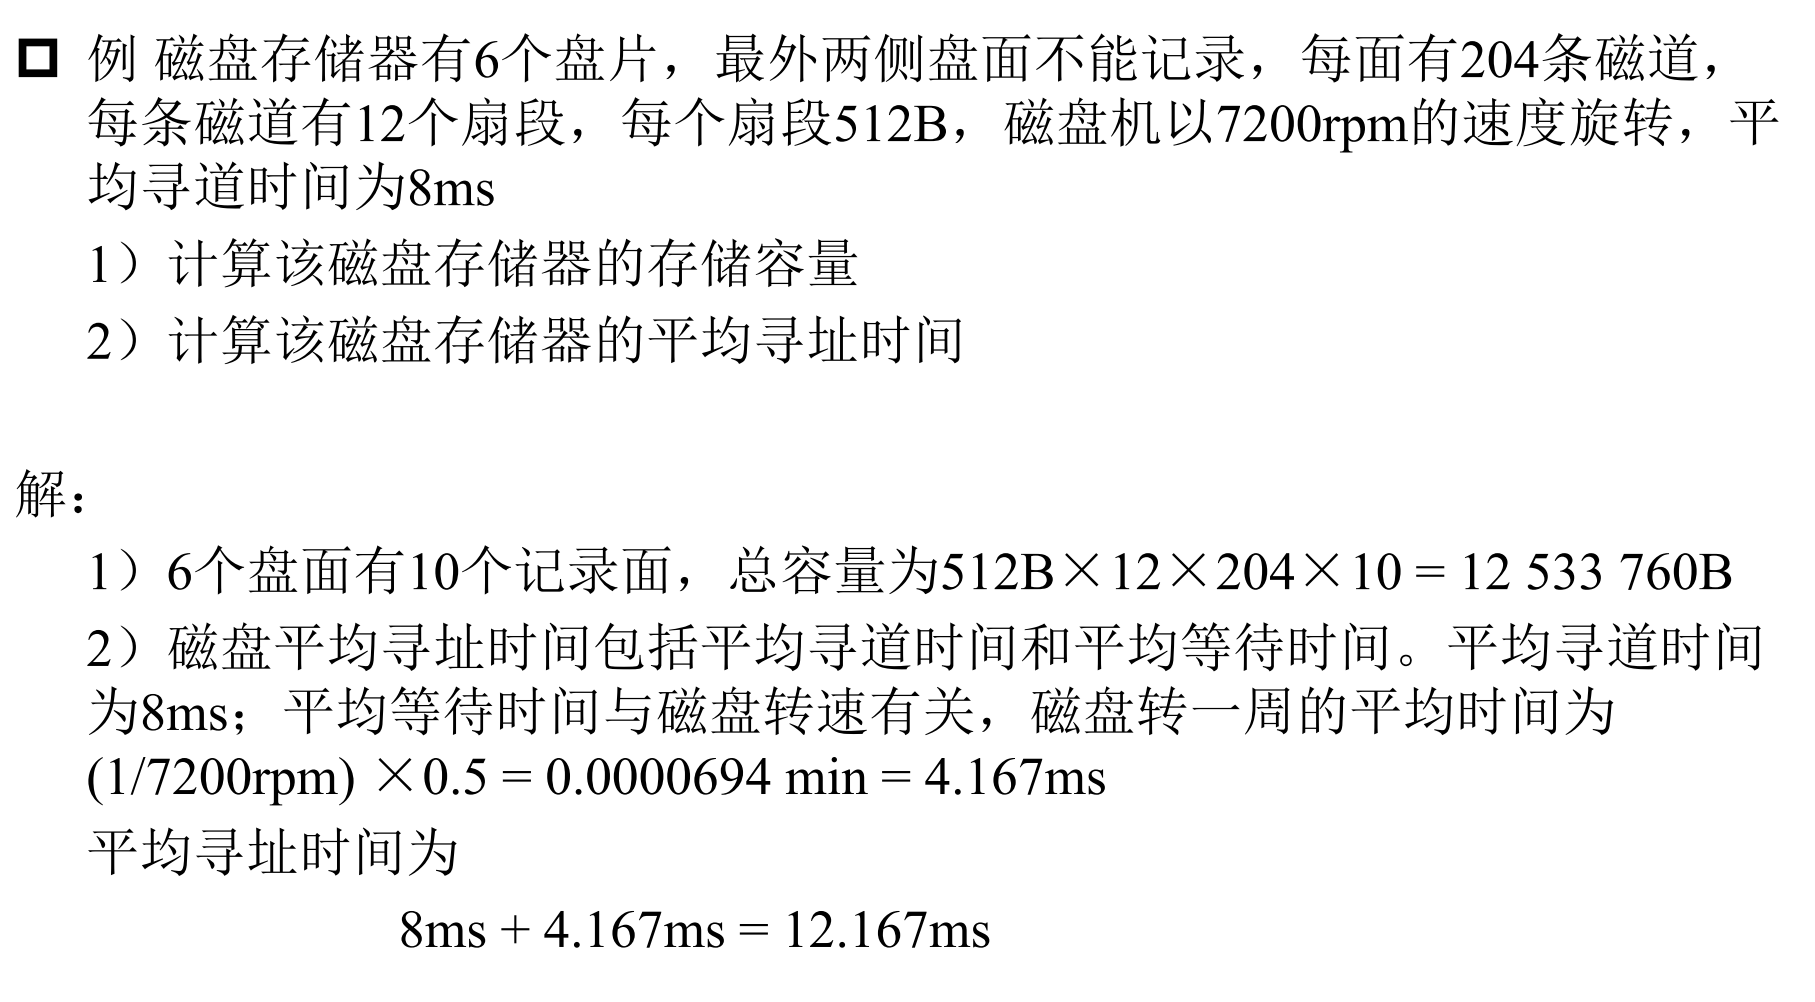 例 磁盘存储器有6个盘片，最外两侧盘面不能记录，每面有204条磁道，
每条磁道有12个扇段，每个扇段512B，磁盘机以7200rpm的速度旋转，平
均寻道时间为8ms
1）计算该磁盘存储器的存储容量
2）计算该磁盘存储器的平均寻址时间
解：
1）6个盘面有10个记录面，总容量为512B×12×204×10 = 12 533 760B
2）磁盘平均寻址时间包括平均寻道时间和平均等待时间。平均寻道时间
为8ms；平均等待时间与磁盘转速有关，磁盘转一周的平均时间为
(1/7200rpm) ×0.5 = 0.0000694 min = 4.167ms
平均寻址时间为
8ms + 4.167ms = 12.167ms